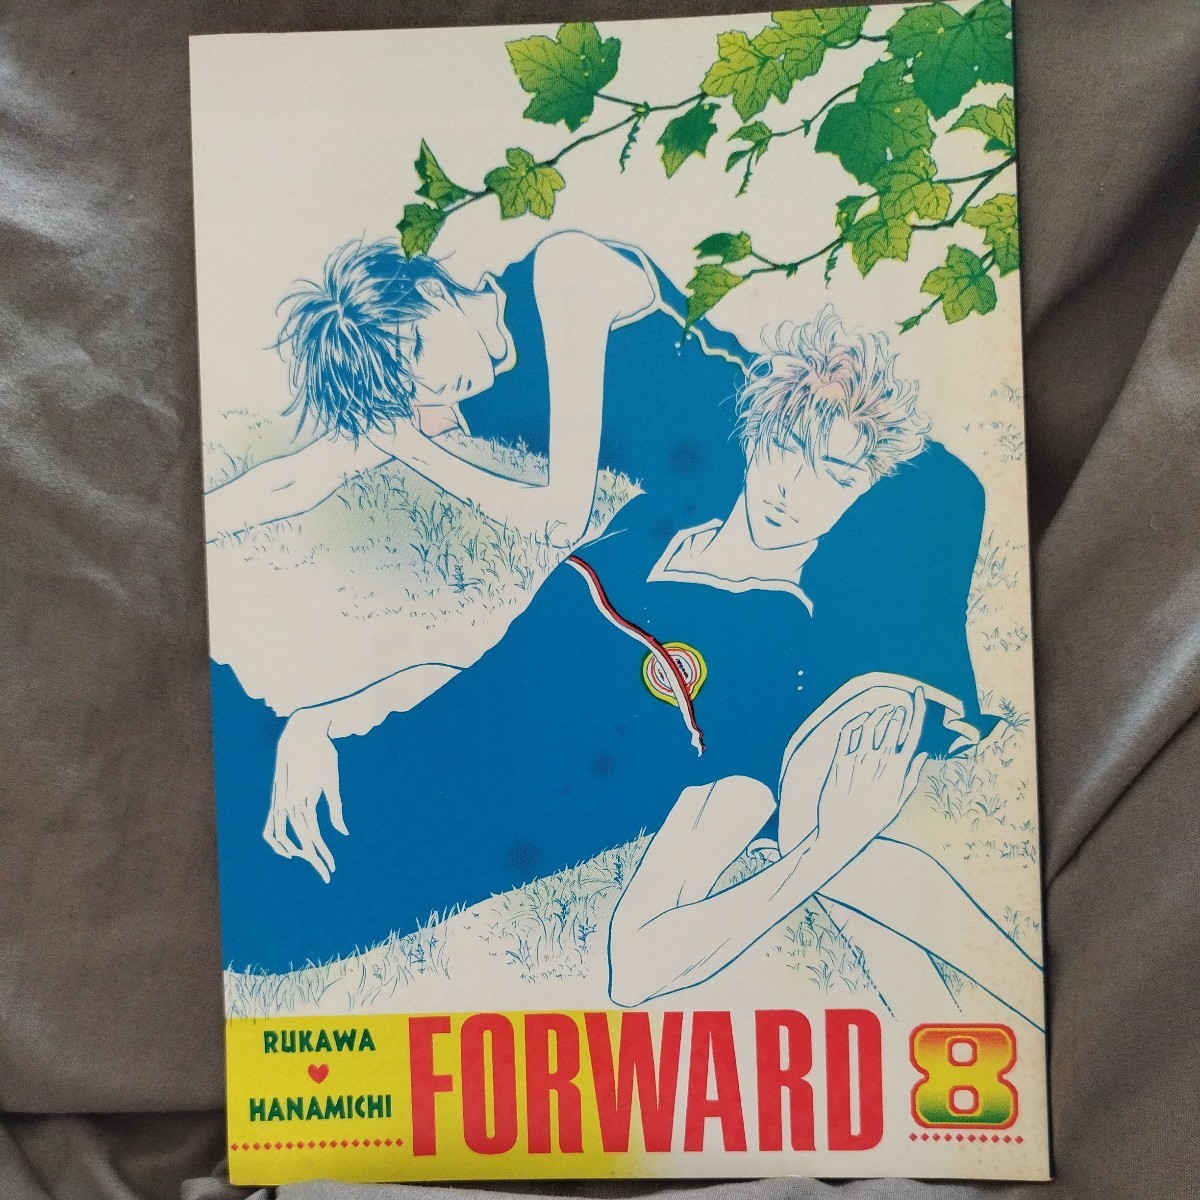 RUKAWA
♥
HANAMICHI
FORWARD 8